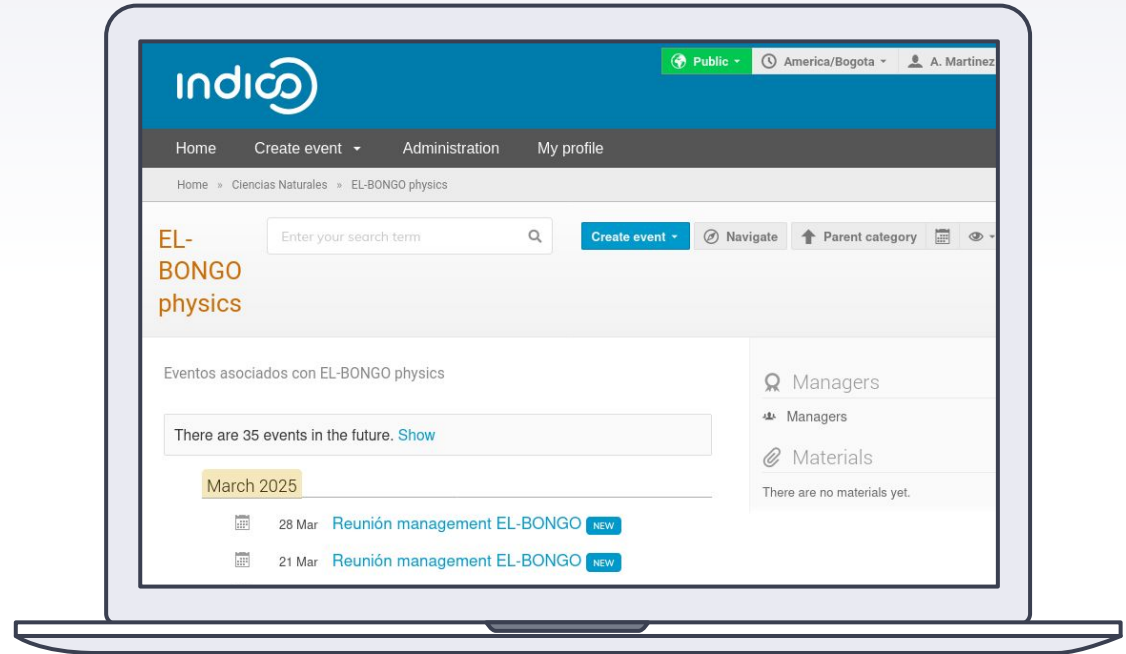 indico
Public
America/Bogota
A. Martinez
Home Create event Administration My profile
Home » Ciencias Naturales » EL-BONGO physics
EL-
BONGO
physics
Enter your search term
Create event
Navigate
Parent category
Eventos asociados con EL-BONGO physics
There are 35 events in the future. Show
March 2025
28 Mar Reunión management EL-BONGO NEW
21 Mar Reunión management EL-BONGO NEW
Managers
Managers
Materials
There are no materials yet.